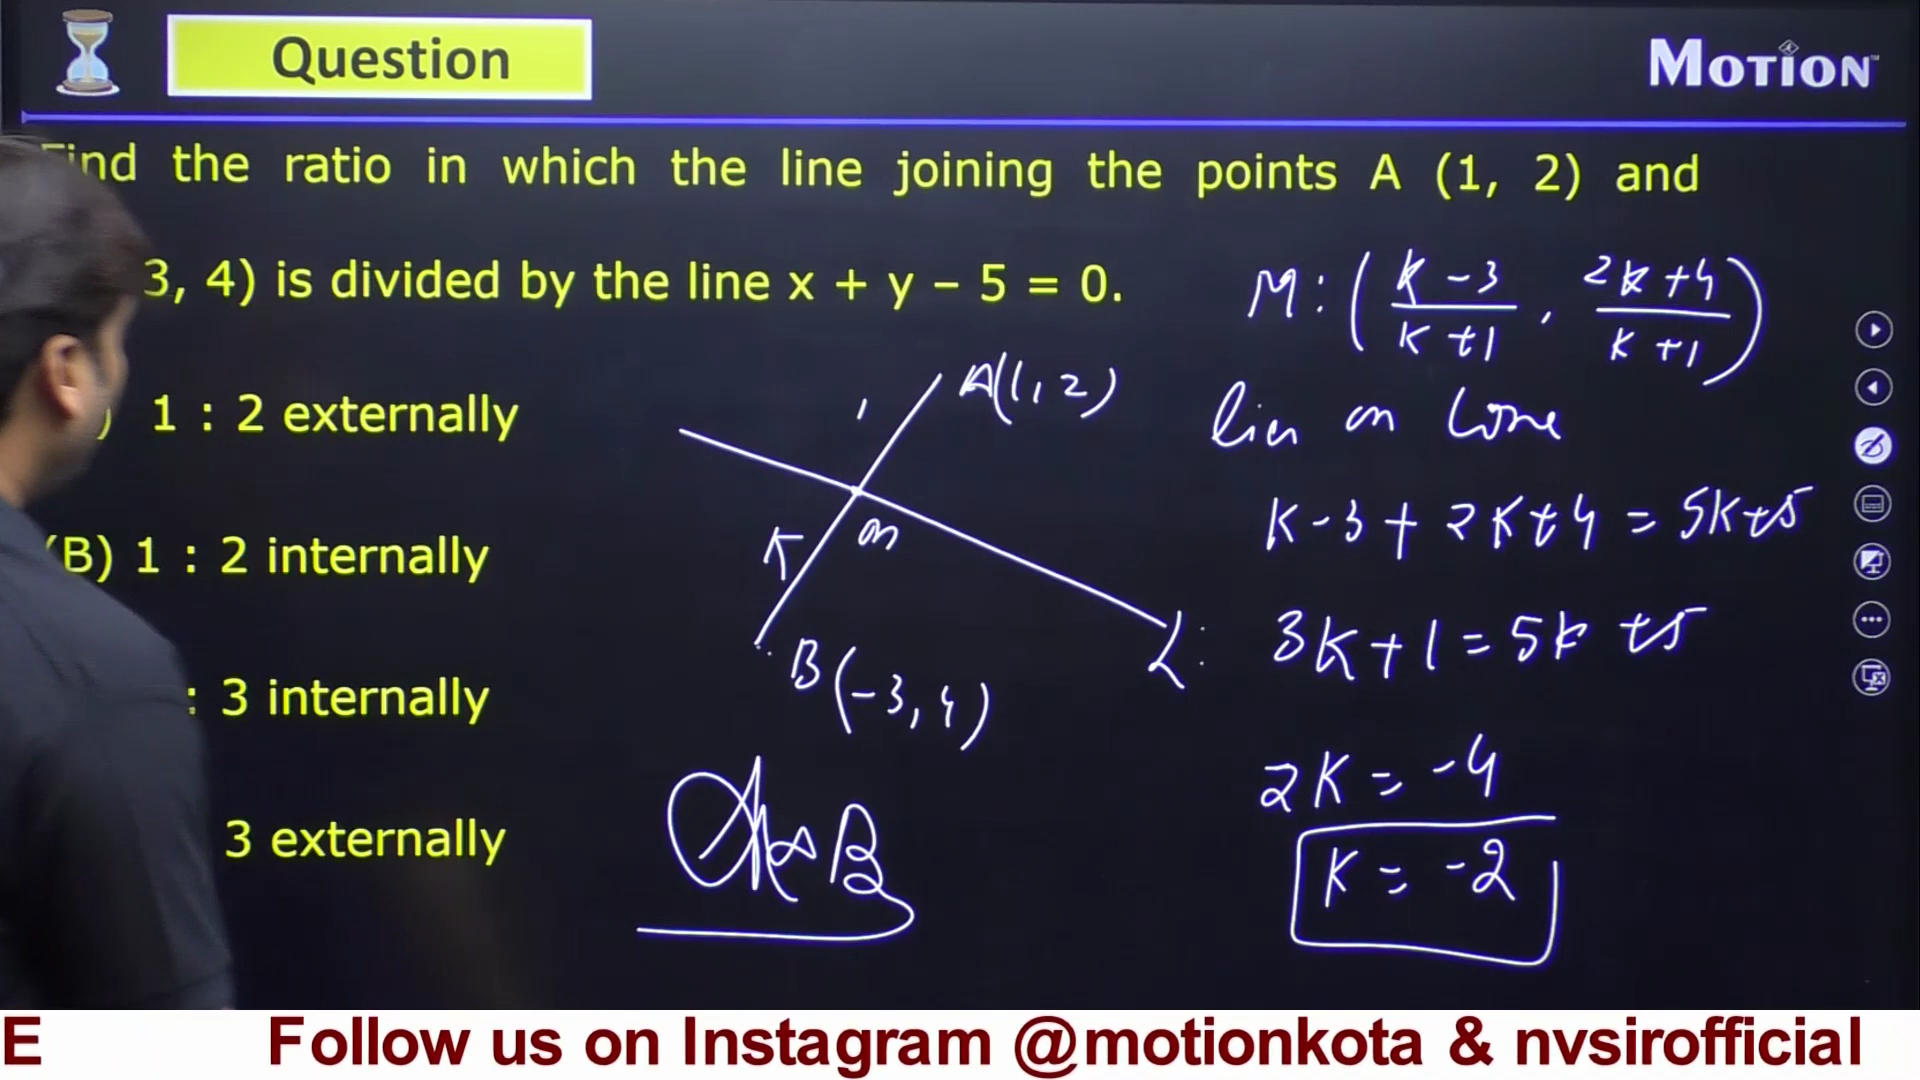 Question
MOTION
Find the ratio in which the line joining the points A (1, 2) and
3, 4) is divided by the line x + y – 5 = 0.
) 1 : 2 externally
(B) 1 : 2 internally
: 3 internally
3 externally
A(1, 2)
1
K
m
B(-3, 4)
L:
Ans B
M: ( K-3 / K+1 , 2K+4 / K+1 )
lies on Line
K-3+2K+4=5K+5
3K+1=5K+5
2K=-4
K=-2
E Follow us on Instagram @motionkota & nvsirofficial